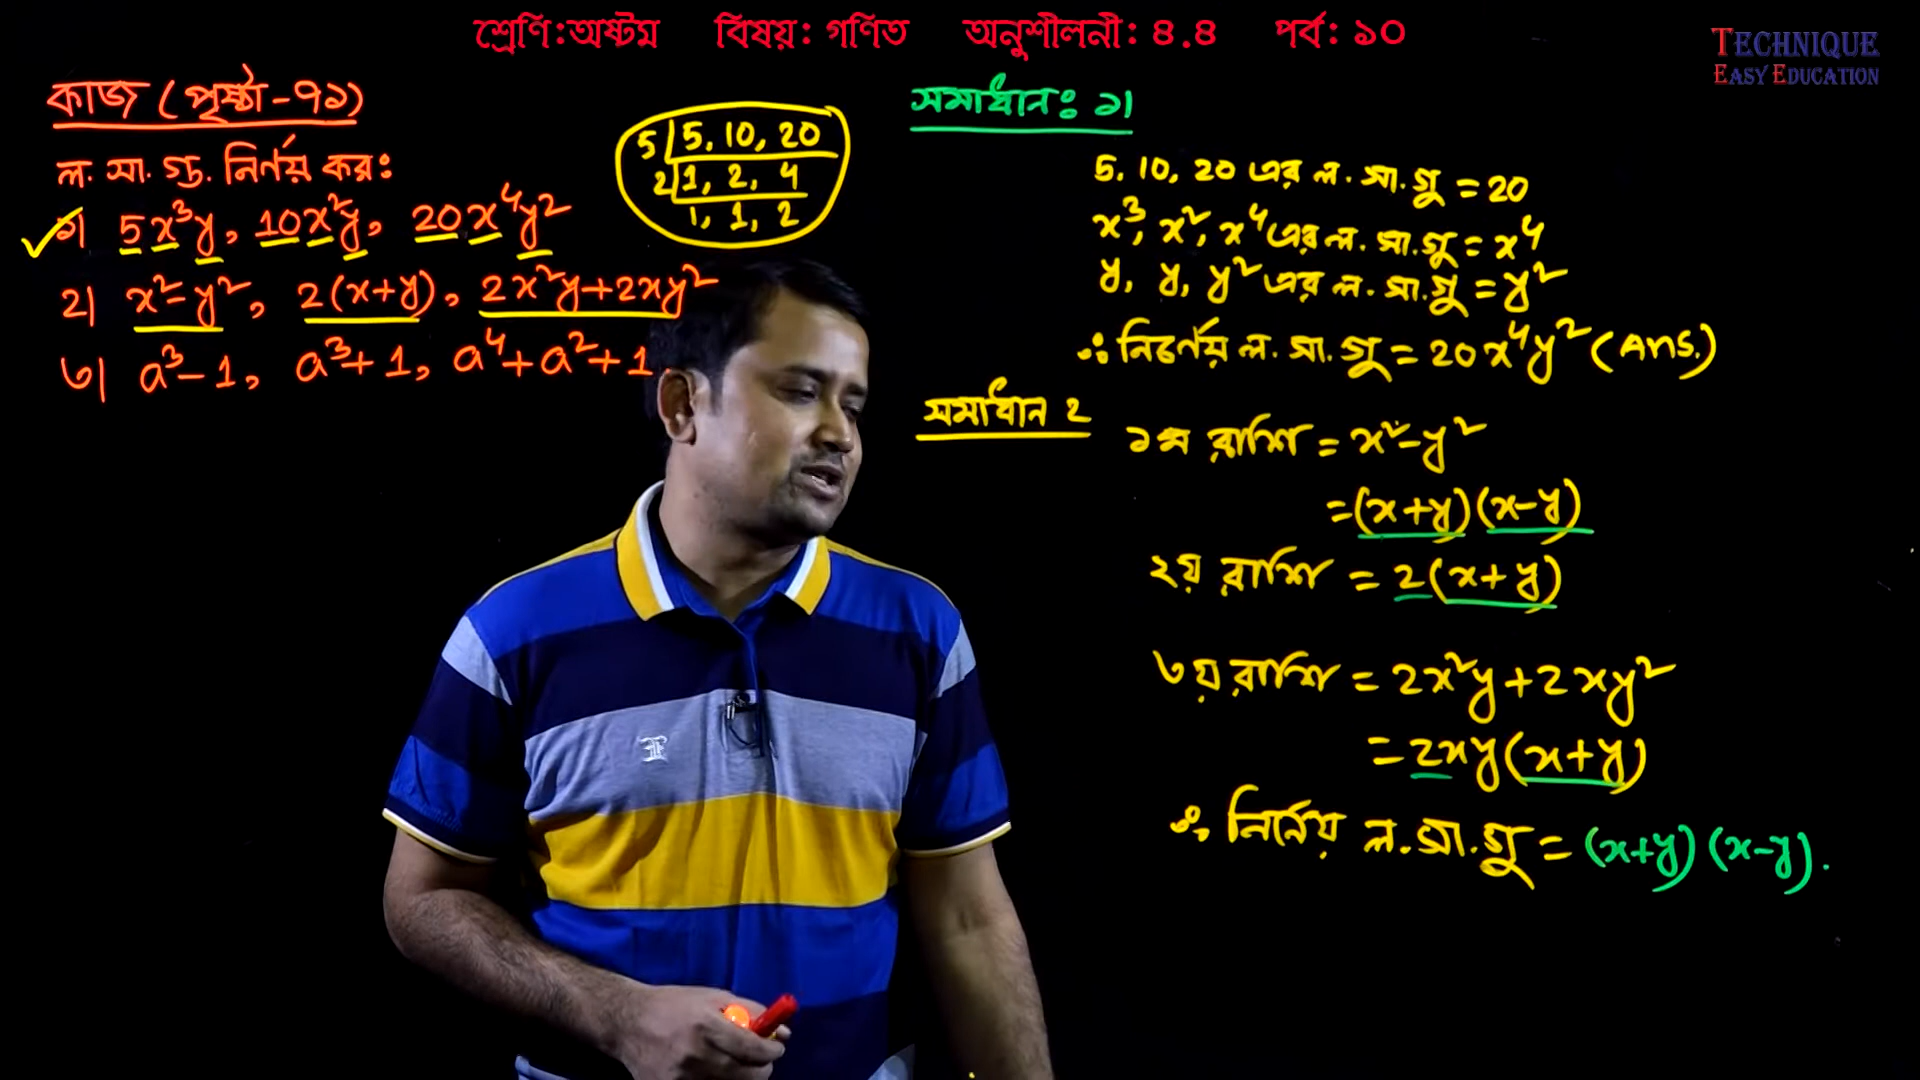 শ্রেণি:অষ্টম বিষয়: গণিত অনুশীলনী: ৪.৪ পর্ব: ১০
TECHNIQUE
EASY EDUCATION
কাজ (পৃষ্ঠা-৭১)
ল. সা. গু. নির্ণয় কর:
১। 5x³y, 10x²y, 20x⁴y²
2। x²-y², 2(x+y), 2x²y+2xy²
৩। a³-1, a³+1, a⁴+a²+1
5 | 5, 10, 20
2 | 1, 2, 4
1, 1, 2
সমাধানঃ ১।
5, 10, 20 এর ল. সা. গু = 20
x³, x², x⁴ এর ল. সা. গু = x⁴
y, y, y² এর ল. সা. গু = y²
∴ নির্ণেয় ল. সা. গু = 20x⁴y² (Ans.)
সমাধান 2
১ম রাশি = x²-y²
=(x+y)(x-y)
২য় রাশি = 2(x+y)
৩য় রাশি = 2x²y+2xy²
= 2xy(x+y)
∴ নির্নেয় ল. সা. গু = (x+y) (x-y).